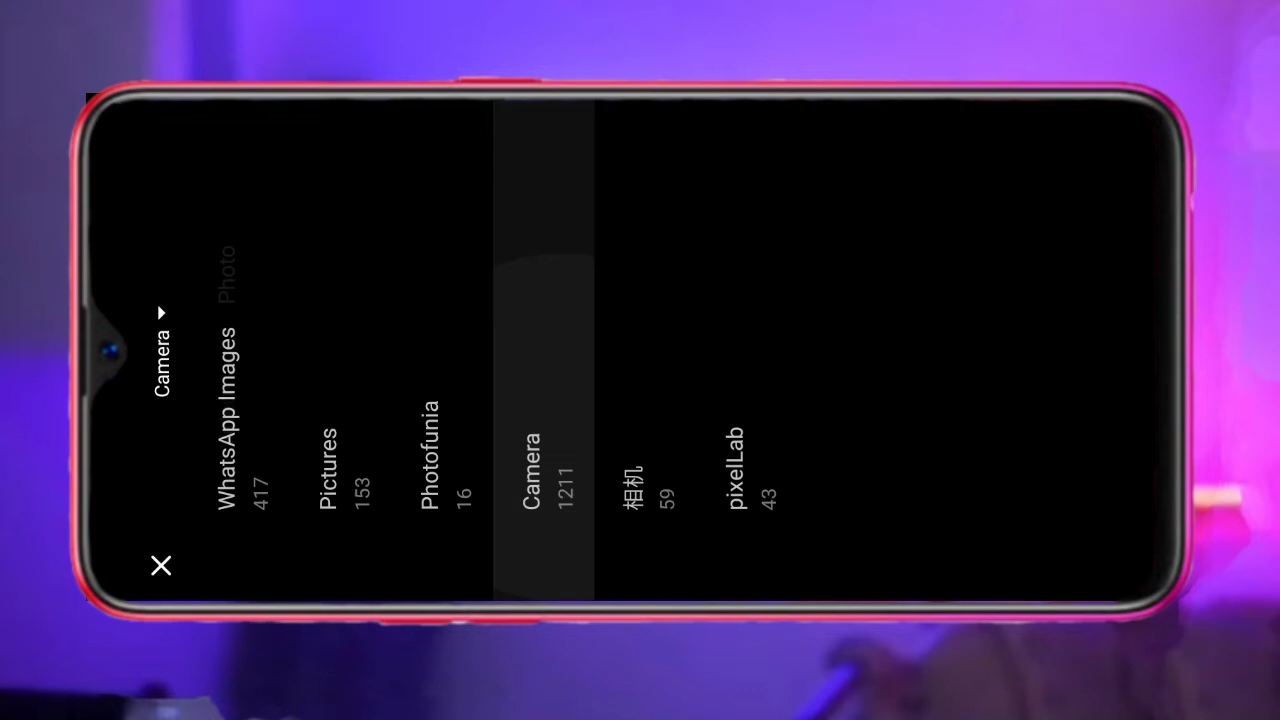 Camera
WhatsApp Images Photo
417
Pictures
153
Photofunia
16
Camera
1211
相机
59
pixelLab
43